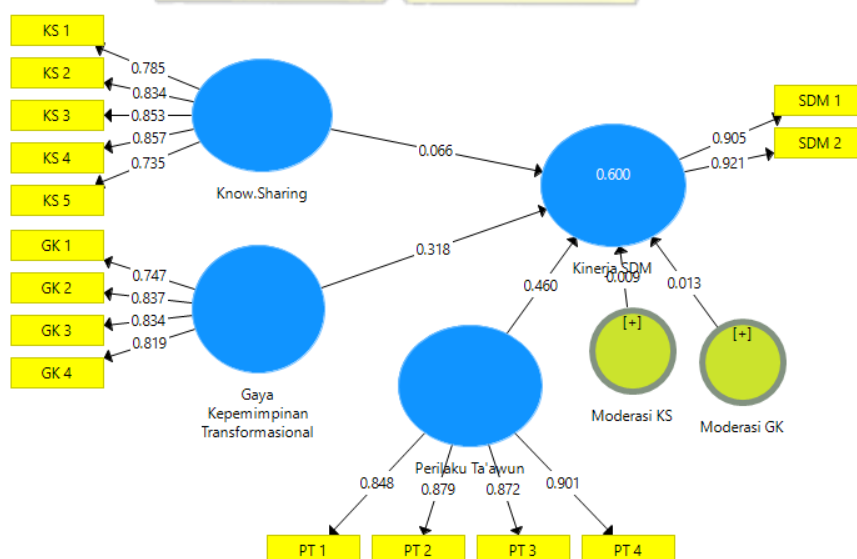 KS 1
KS 2
KS 3
KS 4
KS 5
0.785
0.834
0.853
0.857
0.735
Know.Sharing
0.066
GK 1
GK 2
GK 3
GK 4
0.747
0.837
0.834
0.819
Gaya
Kepemimpinan
Transformasional
0.318
0.600
Kinerja SDM
0.905
0.921
SDM 1
SDM 2
0.460
0.009
0.013
[+]
Moderasi KS
[+]
Moderasi GK
Perilaku Ta'awun
0.848
0.879
0.872
0.901
PT 1
PT 2
PT 3
PT 4